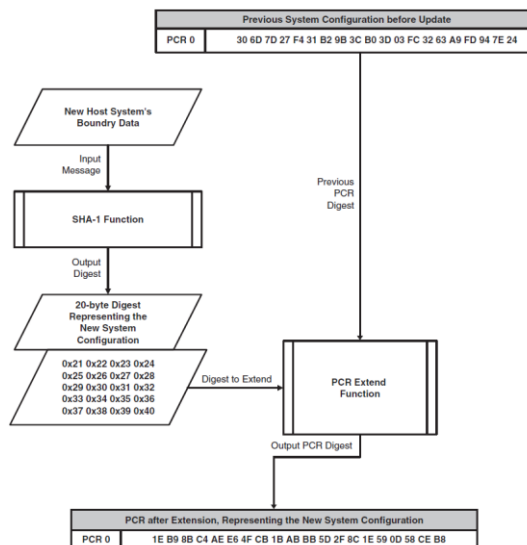 Previous System Configuration before Update
PCR 0 30 6D 7D 27 F4 31 B2 9B 3C B0 3D 03 FC 32 63 A9 FD 94 7E 24
New Host System's
Boundry Data
Input
Message
Previous
PCR
Digest
SHA-1 Function
Output
Digest
20-byte Digest
Representing the
New System
Configuration
0x21 0x22 0x23 0x24
0x25 0x26 0x27 0x28
0x29 0x30 0x31 0x32
0x33 0x34 0x35 0x36
0x37 0x38 0x39 0x40
Digest to Extend
PCR Extend
Function
Output PCR Digest
PCR after Extension, Representing the New System Configuration
PCR 0 1E B9 8B C4 AE E6 4F CB 1B AB BB 5D 2F 8C 1E 59 0D 58 CE B8